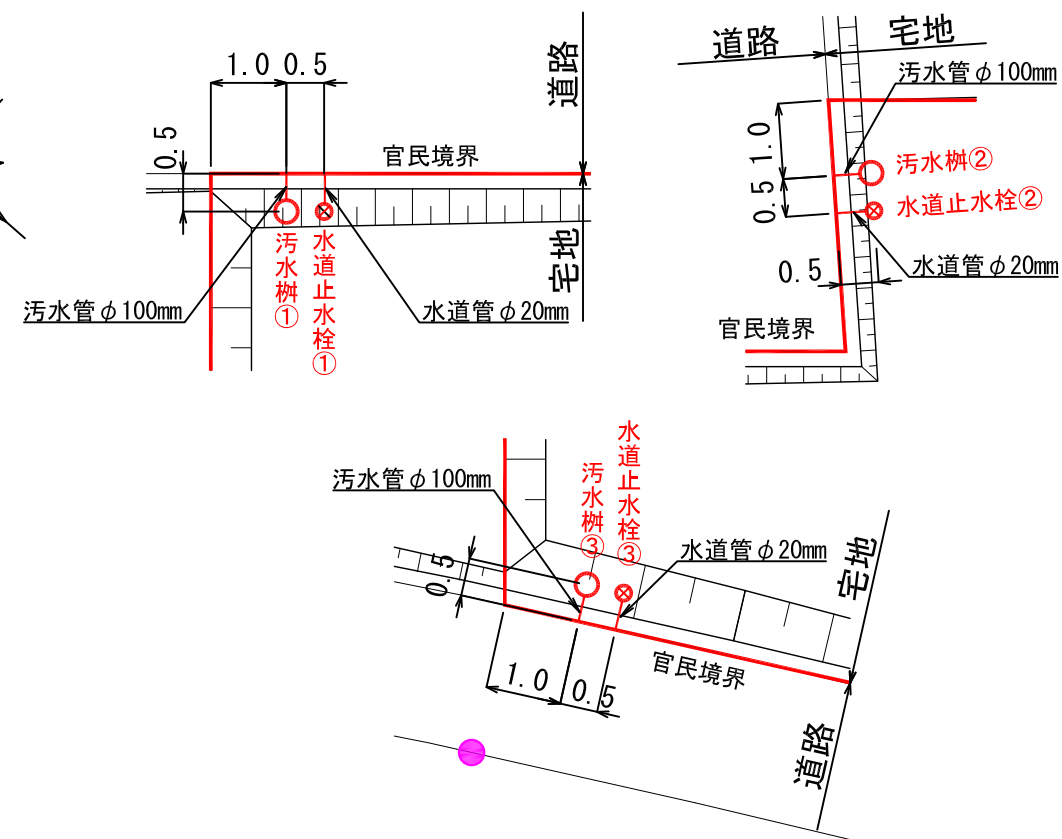 1.0
0.5
0.5
官民境界
道路
宅地
汚水桝①
水道止水栓①
汚水管φ100mm
水道管φ20mm
道路
宅地
汚水管φ100mm
1.0
0.5
汚水桝②
水道止水栓②
0.5
水道管φ20mm
官民境界
水道止水栓③
汚水桝③
汚水管φ100mm
水道管φ20mm
0.5
宅地
官民境界
1.0
0.5
道路